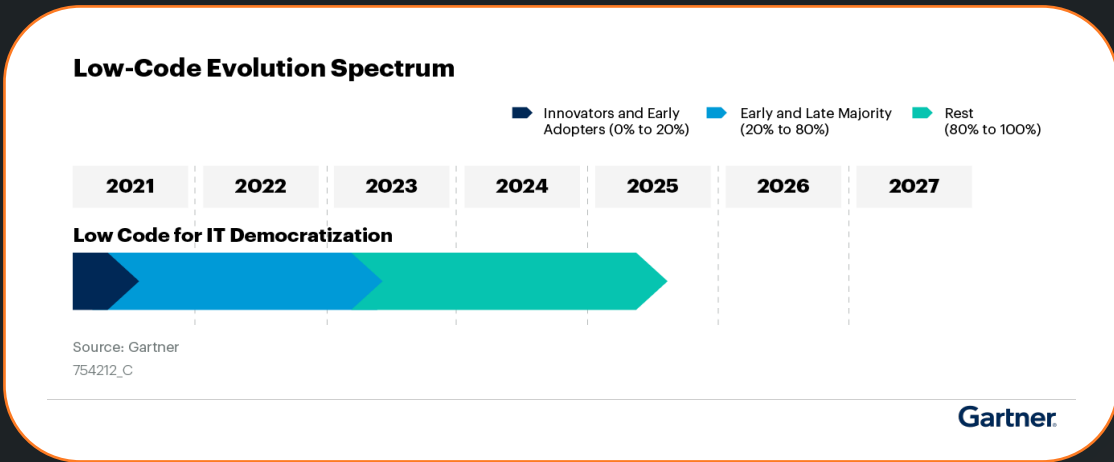 Low-Code Evolution Spectrum
Innovators and Early
Adopters (0% to 20%)
Early and Late Majority
(20% to 80%)
Rest
(80% to 100%)
2021 2022 2023 2024 2025 2026 2027
Low Code for IT Democratization
Source: Gartner
754212_C
Gartner®